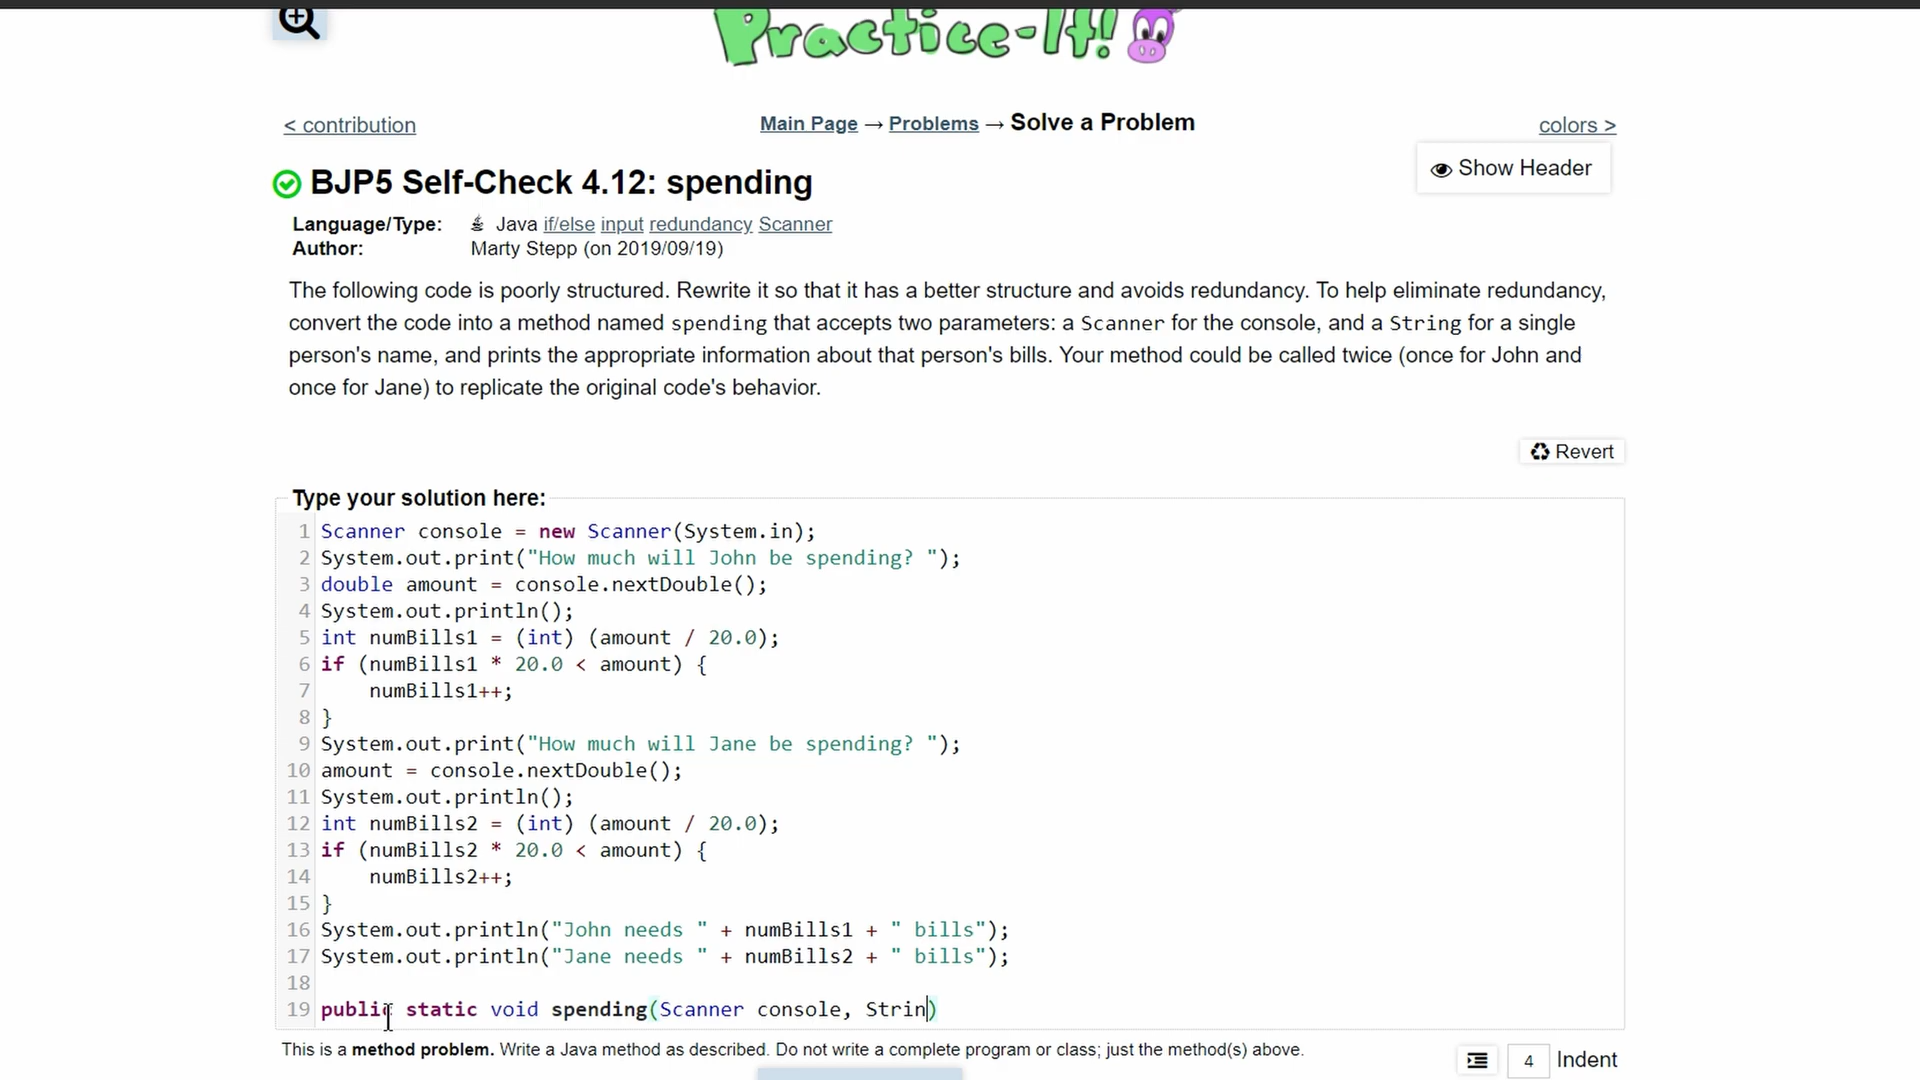 Practice-It!
< contribution
Main Page → Problems → Solve a Problem
colors >
Show Header
BJP5 Self-Check 4.12: spending
Language/Type: Java if/else input redundancy Scanner
Author: Marty Stepp (on 2019/09/19)
The following code is poorly structured. Rewrite it so that it has a better structure and avoids redundancy. To help eliminate redundancy,
convert the code into a method named spending that accepts two parameters: a Scanner for the console, and a String for a single
person's name, and prints the appropriate information about that person's bills. Your method could be called twice (once for John and
once for Jane) to replicate the original code's behavior.
Revert
Type your solution here:
1 Scanner console = new Scanner(System.in);
2 System.out.print("How much will John be spending? ");
3 double amount = console.nextDouble();
4 System.out.println();
5 int numBills1 = (int) (amount / 20.0);
6 if (numBills1 * 20.0 < amount) {
7     numBills1++;
8 }
9 System.out.print("How much will Jane be spending? ");
10 amount = console.nextDouble();
11 System.out.println();
12 int numBills2 = (int) (amount / 20.0);
13 if (numBills2 * 20.0 < amount) {
14     numBills2++;
15 }
16 System.out.println("John needs " + numBills1 + " bills");
17 System.out.println("Jane needs " + numBills2 + " bills");
18
19 public static void spending(Scanner console, Strin)
This is a method problem. Write a Java method as described. Do not write a complete program or class; just the method(s) above.
4 Indent